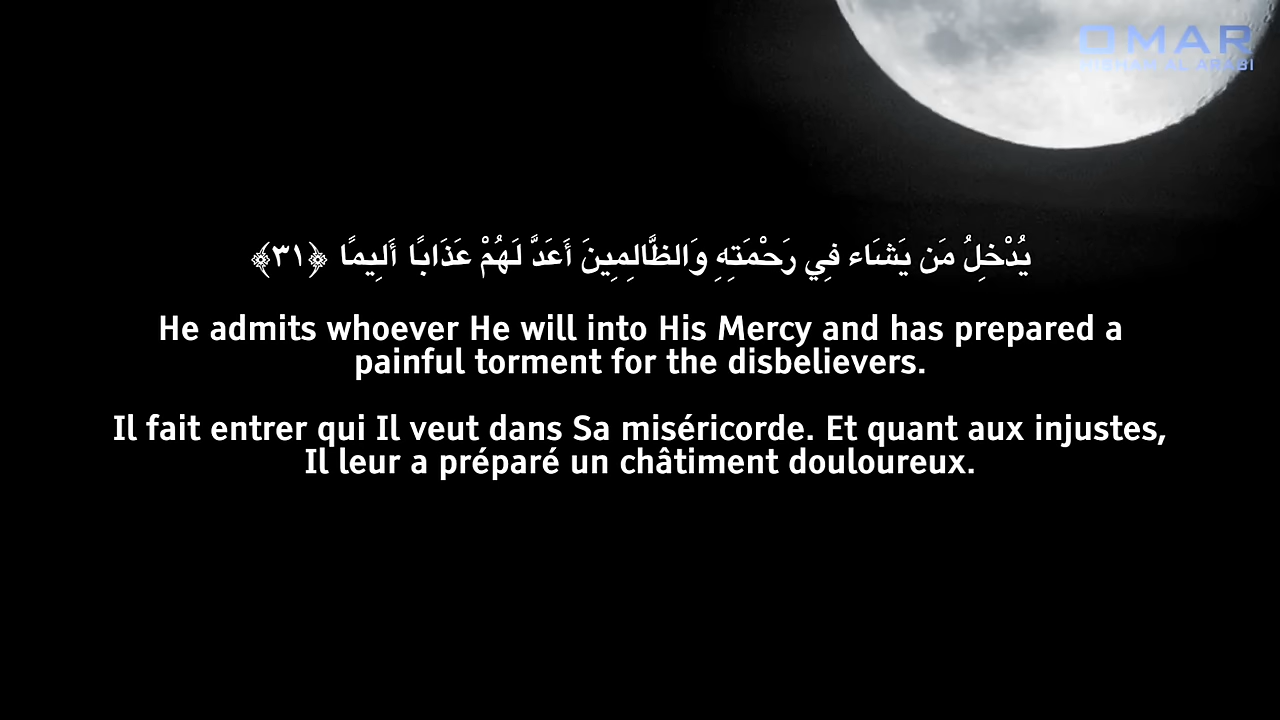 OMAR
HISHAM AL ARABI
يُدْخِلُ مَن يَشَاء فِي رَحْمَتِهِ وَالظَّالِمِينَ أَعَدَّ لَهُمْ عَذَابًا أَلِيمًا ﴿٣١﴾
He admits whoever He will into His Mercy and has prepared a
painful torment for the disbelievers.
Il fait entrer qui Il veut dans Sa miséricorde. Et quant aux injustes,
Il leur a préparé un châtiment douloureux.